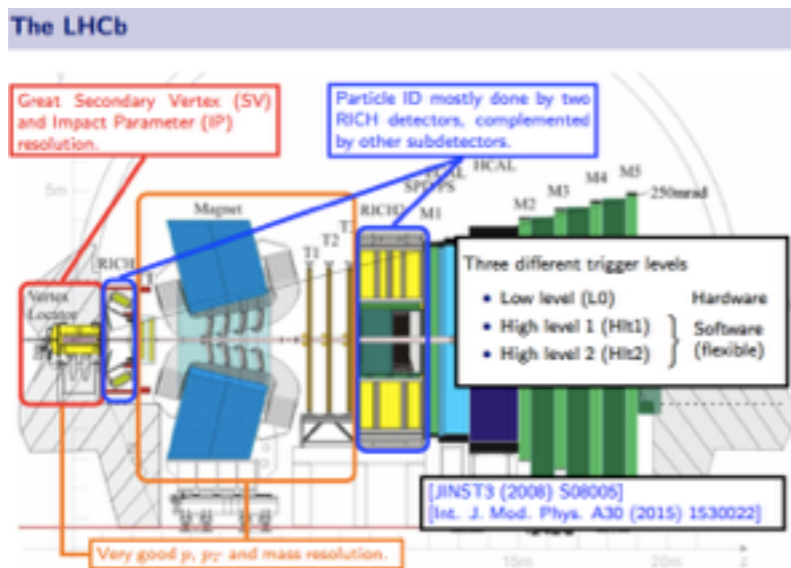 The LHCb
Great Secondary Vertex (SV)
and Impact Parameter (IP)
resolution.
Particle ID mostly done by two
RICH detectors, complemented
by other subdetectors.
y
5m
HCAL
M5
M4
M3
M2
250mrad
Magnet
RICH2
M1
T1
T2
RICH
Vertex
Locator
Three different trigger levels
• Low level (L0) Hardware
• High level 1 (Hlt1) Software
• High level 2 (Hlt2) (flexible)
[JINST3 (2008) S08005]
[Int. J. Mod. Phys. A30 (2015) 1530022]
Very good p, pT and mass resolution.
15m
20m
z